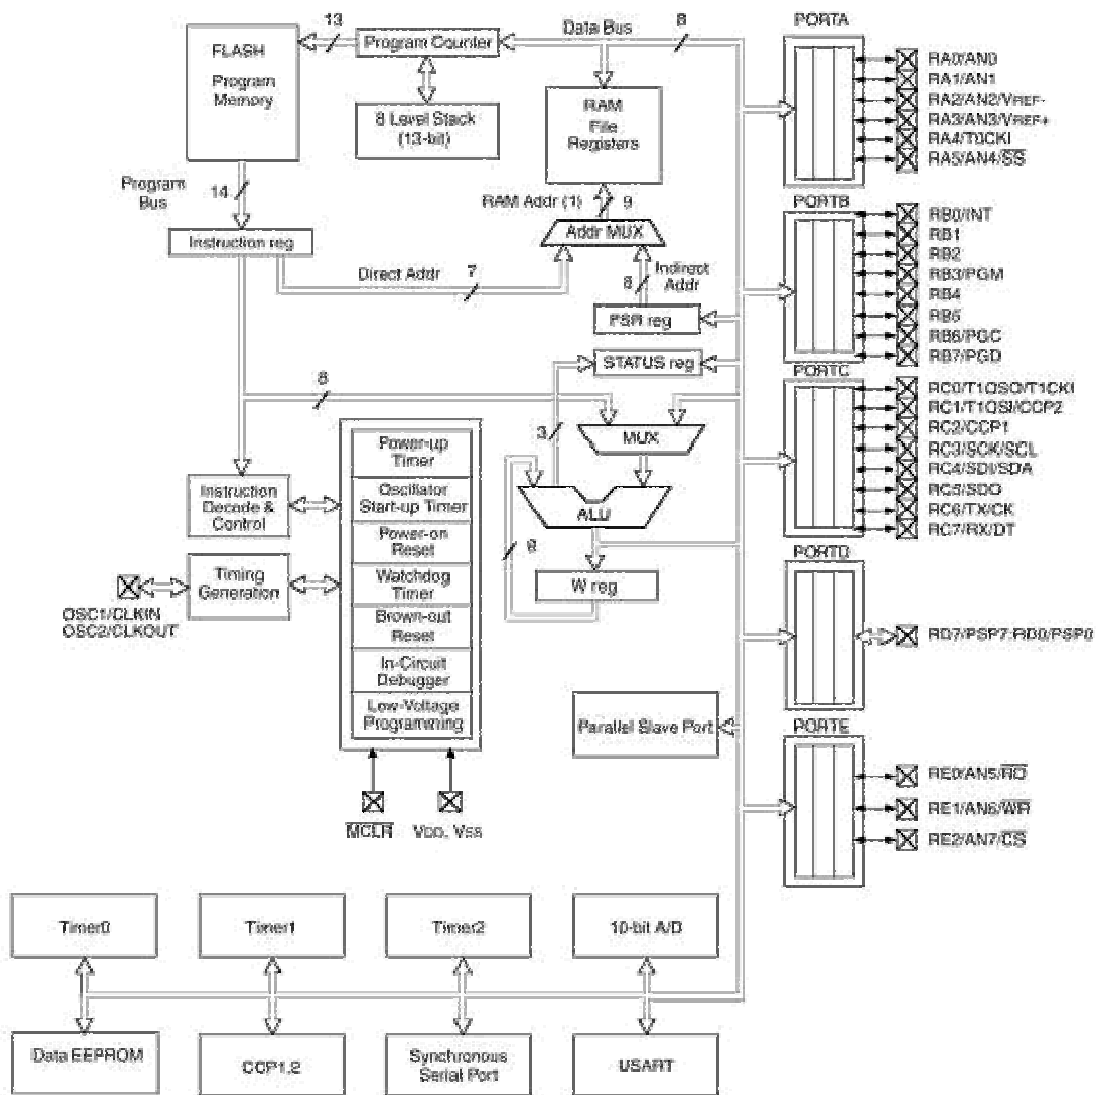 13
Data Bus
8
PORTA
FLASH
Program
Memory
Program Counter
8 Level Stack
(13-bit)
RAM
File
Registers
RA0/AN0
RA1/AN1
RA2/AN2/VREF-
RA3/AN3/VREF+
RA4/T0CKI
RA5/AN4/SS
Program
Bus
14
RAM Addr (1)
9
PORTB
Instruction reg
Addr MUX
RB0/INT
RB1
RB2
RB3/PGM
RB4
RB5
RB6/PGC
RB7/PGD
Direct Addr
7
Indirect
Addr
8
FSR reg
STATUS reg
PORTC
8
3
MUX
RC0/T1OSO/T1CKI
RC1/T1OSI/CCP2
RC2/CCP1
RC3/SCK/SCL
RC4/SDI/SDA
RC5/SDO
RC6/TX/CK
RC7/RX/DT
Power-up
Timer
Oscillator
Start-up Timer
Power-on
Reset
Watchdog
Timer
Brown-out
Reset
In-Circuit
Debugger
Low-Voltage
Programming
Instruction
Decode &
Control
ALU
8
W reg
PORTD
Timing
Generation
OSC1/CLKIN
OSC2/CLKOUT
RD7/PSP7:RD0/PSP0
Parallel Slave Port
PORTE
RE0/AN5/RD
RE1/AN6/WR
RE2/AN7/CS
MCLR
VDD, VSS
Timer0
Timer1
Timer2
10-bit A/D
Data EEPROM
CCP1,2
Synchronous
Serial Port
USART